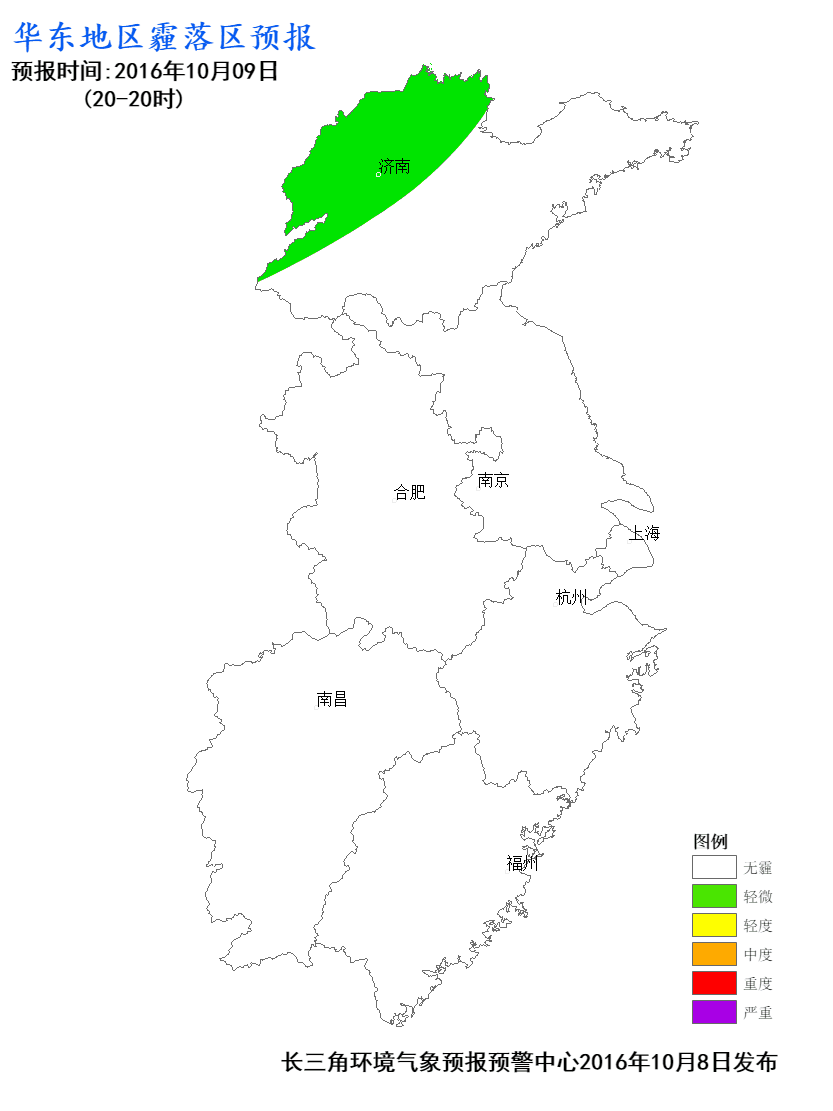 华东地区霾落区预报
预报时间:2016年10月09日
(20-20时)
济南
南京
合肥
上海
杭州
南昌
福州
图例
无霾
轻微
轻度
中度
重度
严重
长三角环境气象预报预警中心2016年10月8日发布